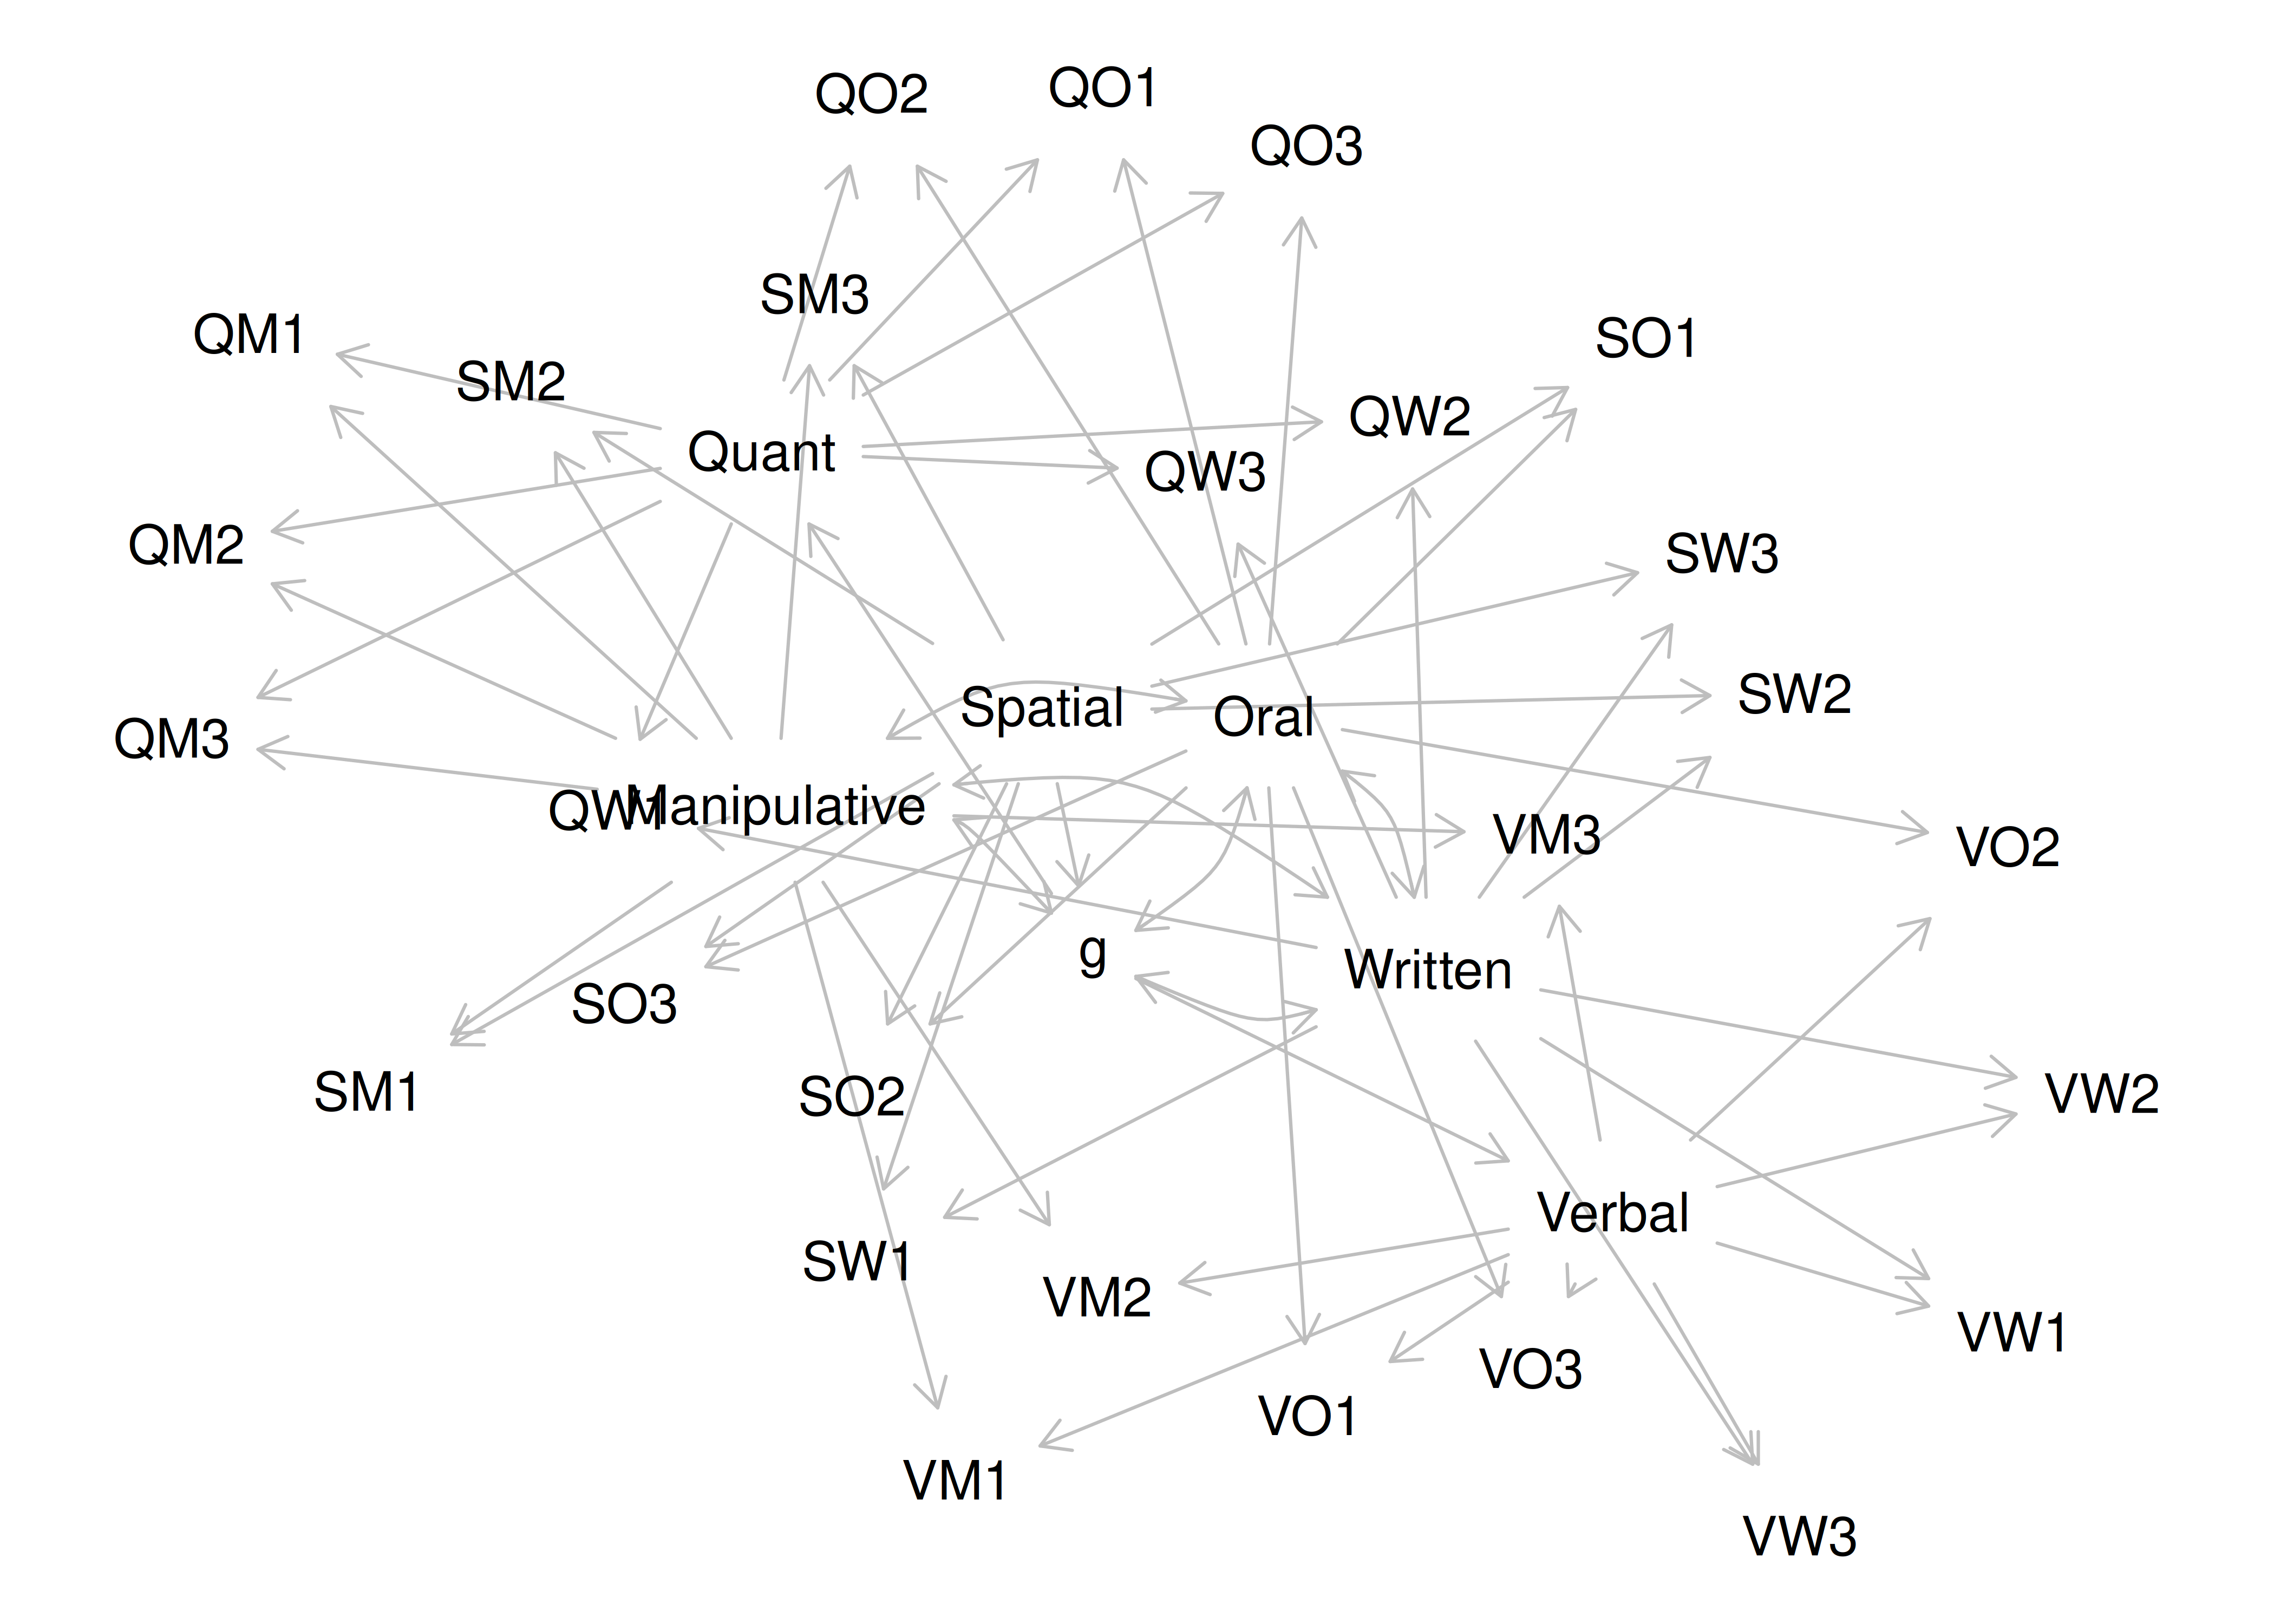 QO2
QO1
QO3
SM3
QM1
SO1
SM2
QW2
Quant
QW3
QM2
SW3
SW2
Spatial
Oral
QM3
QW1
Manipulative
VM3
VO2
g
Written
SO3
SM1
SO2
VW2
Verbal
SW1
VM2
VW1
VO3
VO1
VM1
VW3